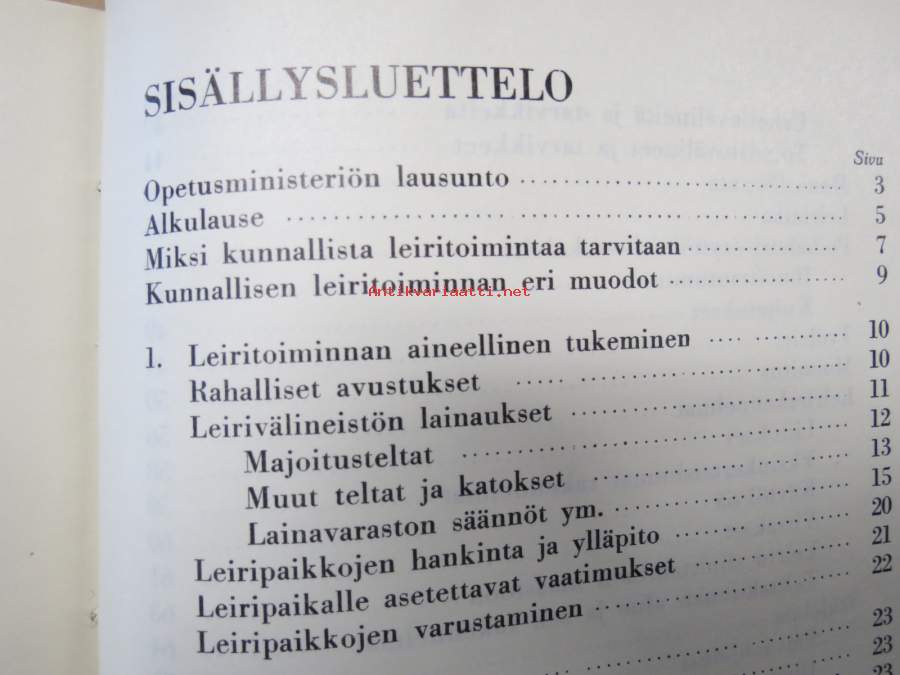 SISÄLLYSLUETTELO
Sivu
Opetusministeriön lausunto 3
Alkulause 5
Miksi kunnallista leiritoimintaa tarvitaan 7
Kunnallisen leiritoiminnan eri muodot 9
Antikvariaatti.net
1. Leiritoiminnan aineellinen tukeminen 10
Rahalliset avustukset 10
Leirivälineistön lainaukset 11
Majoitusteltat 12
Muut teltat ja katokset 13
Lainavaraston säännöt ym. 15
Leiripaikkojen hankinta ja ylläpito 20
Leiripaikalle asetettavat vaatimukset 21
Leiripaikkojen varustaminen 22
23
23
23